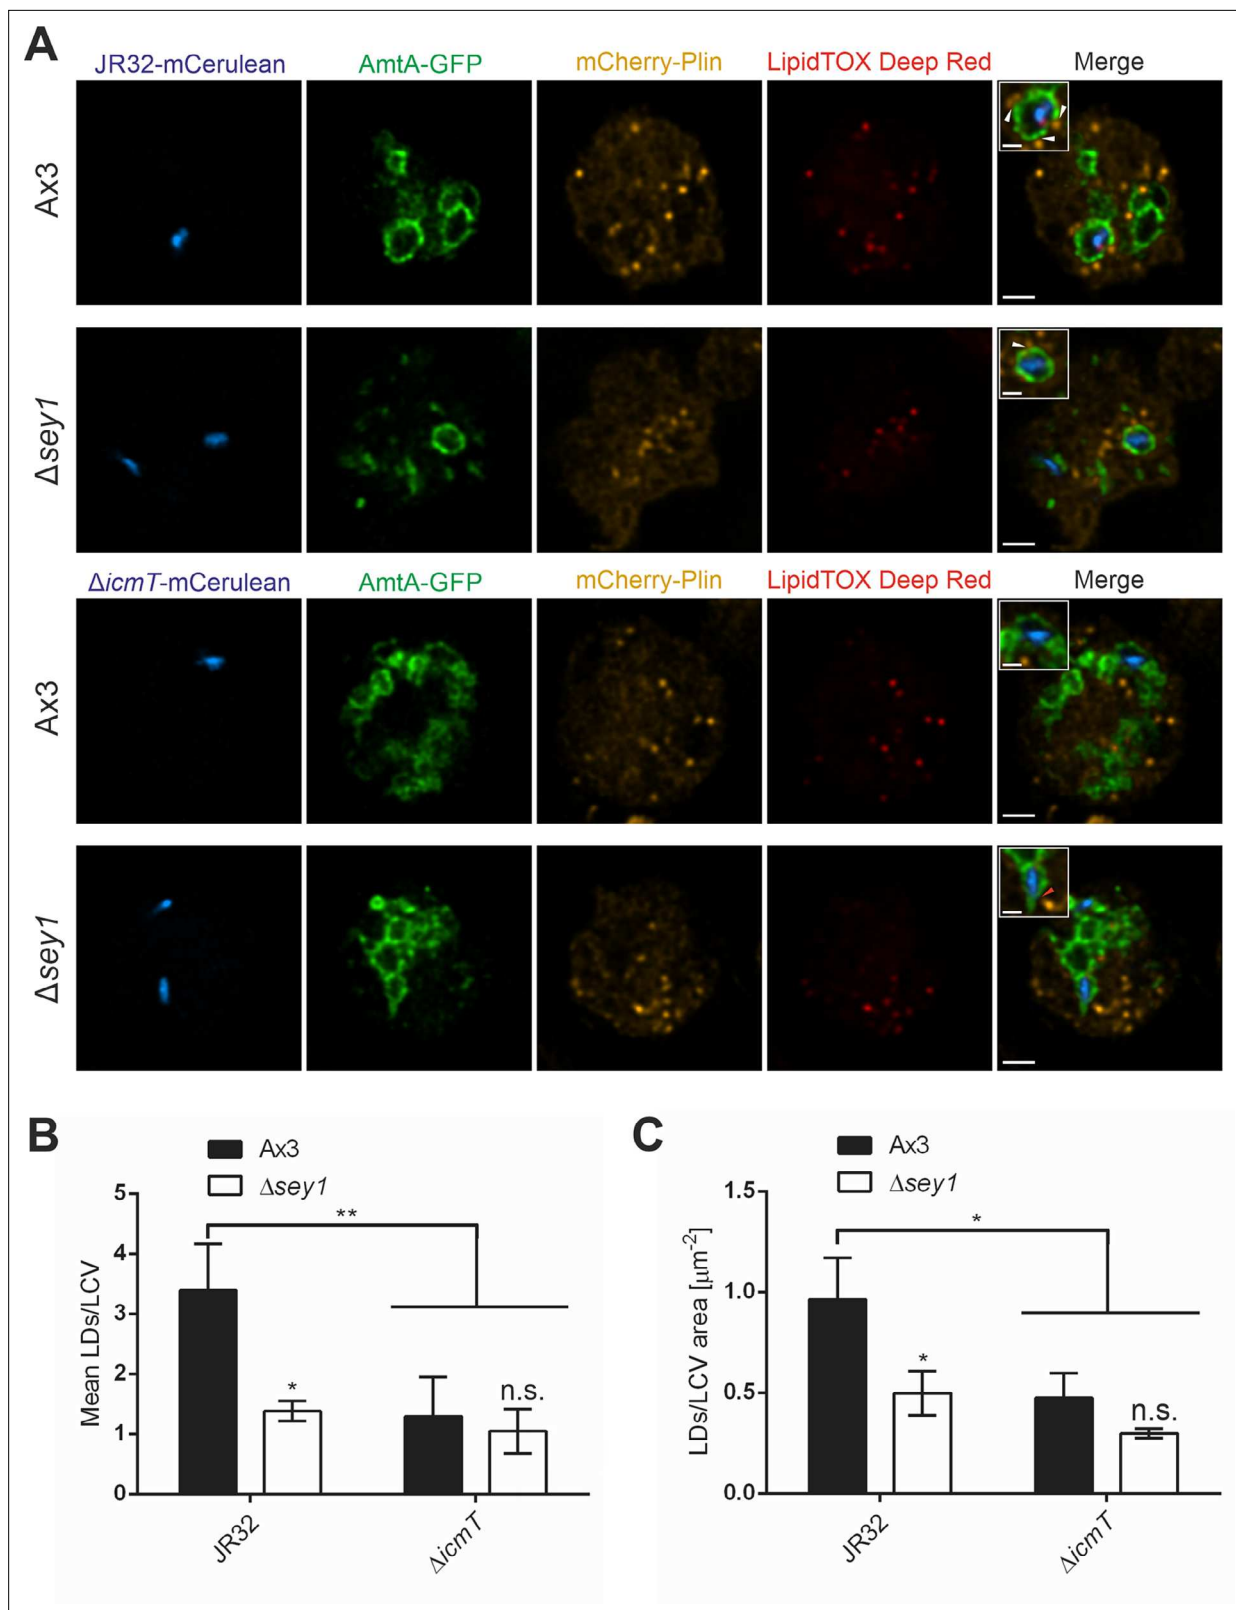 A
JR32-mCerulean AmtA-GFP mCherry-Plin LipidTOX Deep Red Merge
Ax3
Δsey1
ΔicmT-mCerulean AmtA-GFP mCherry-Plin LipidTOX Deep Red Merge
Ax3
Δsey1
B
Ax3
Δsey1
Mean LDs/LCV
5
4
3
2
1
0
**
*
n.s.
JR32
ΔicmT
C
Ax3
Δsey1
LDs/LCV area [µm⁻²]
1.5
1.0
0.5
0.0
*
*
n.s.
JR32
ΔicmT